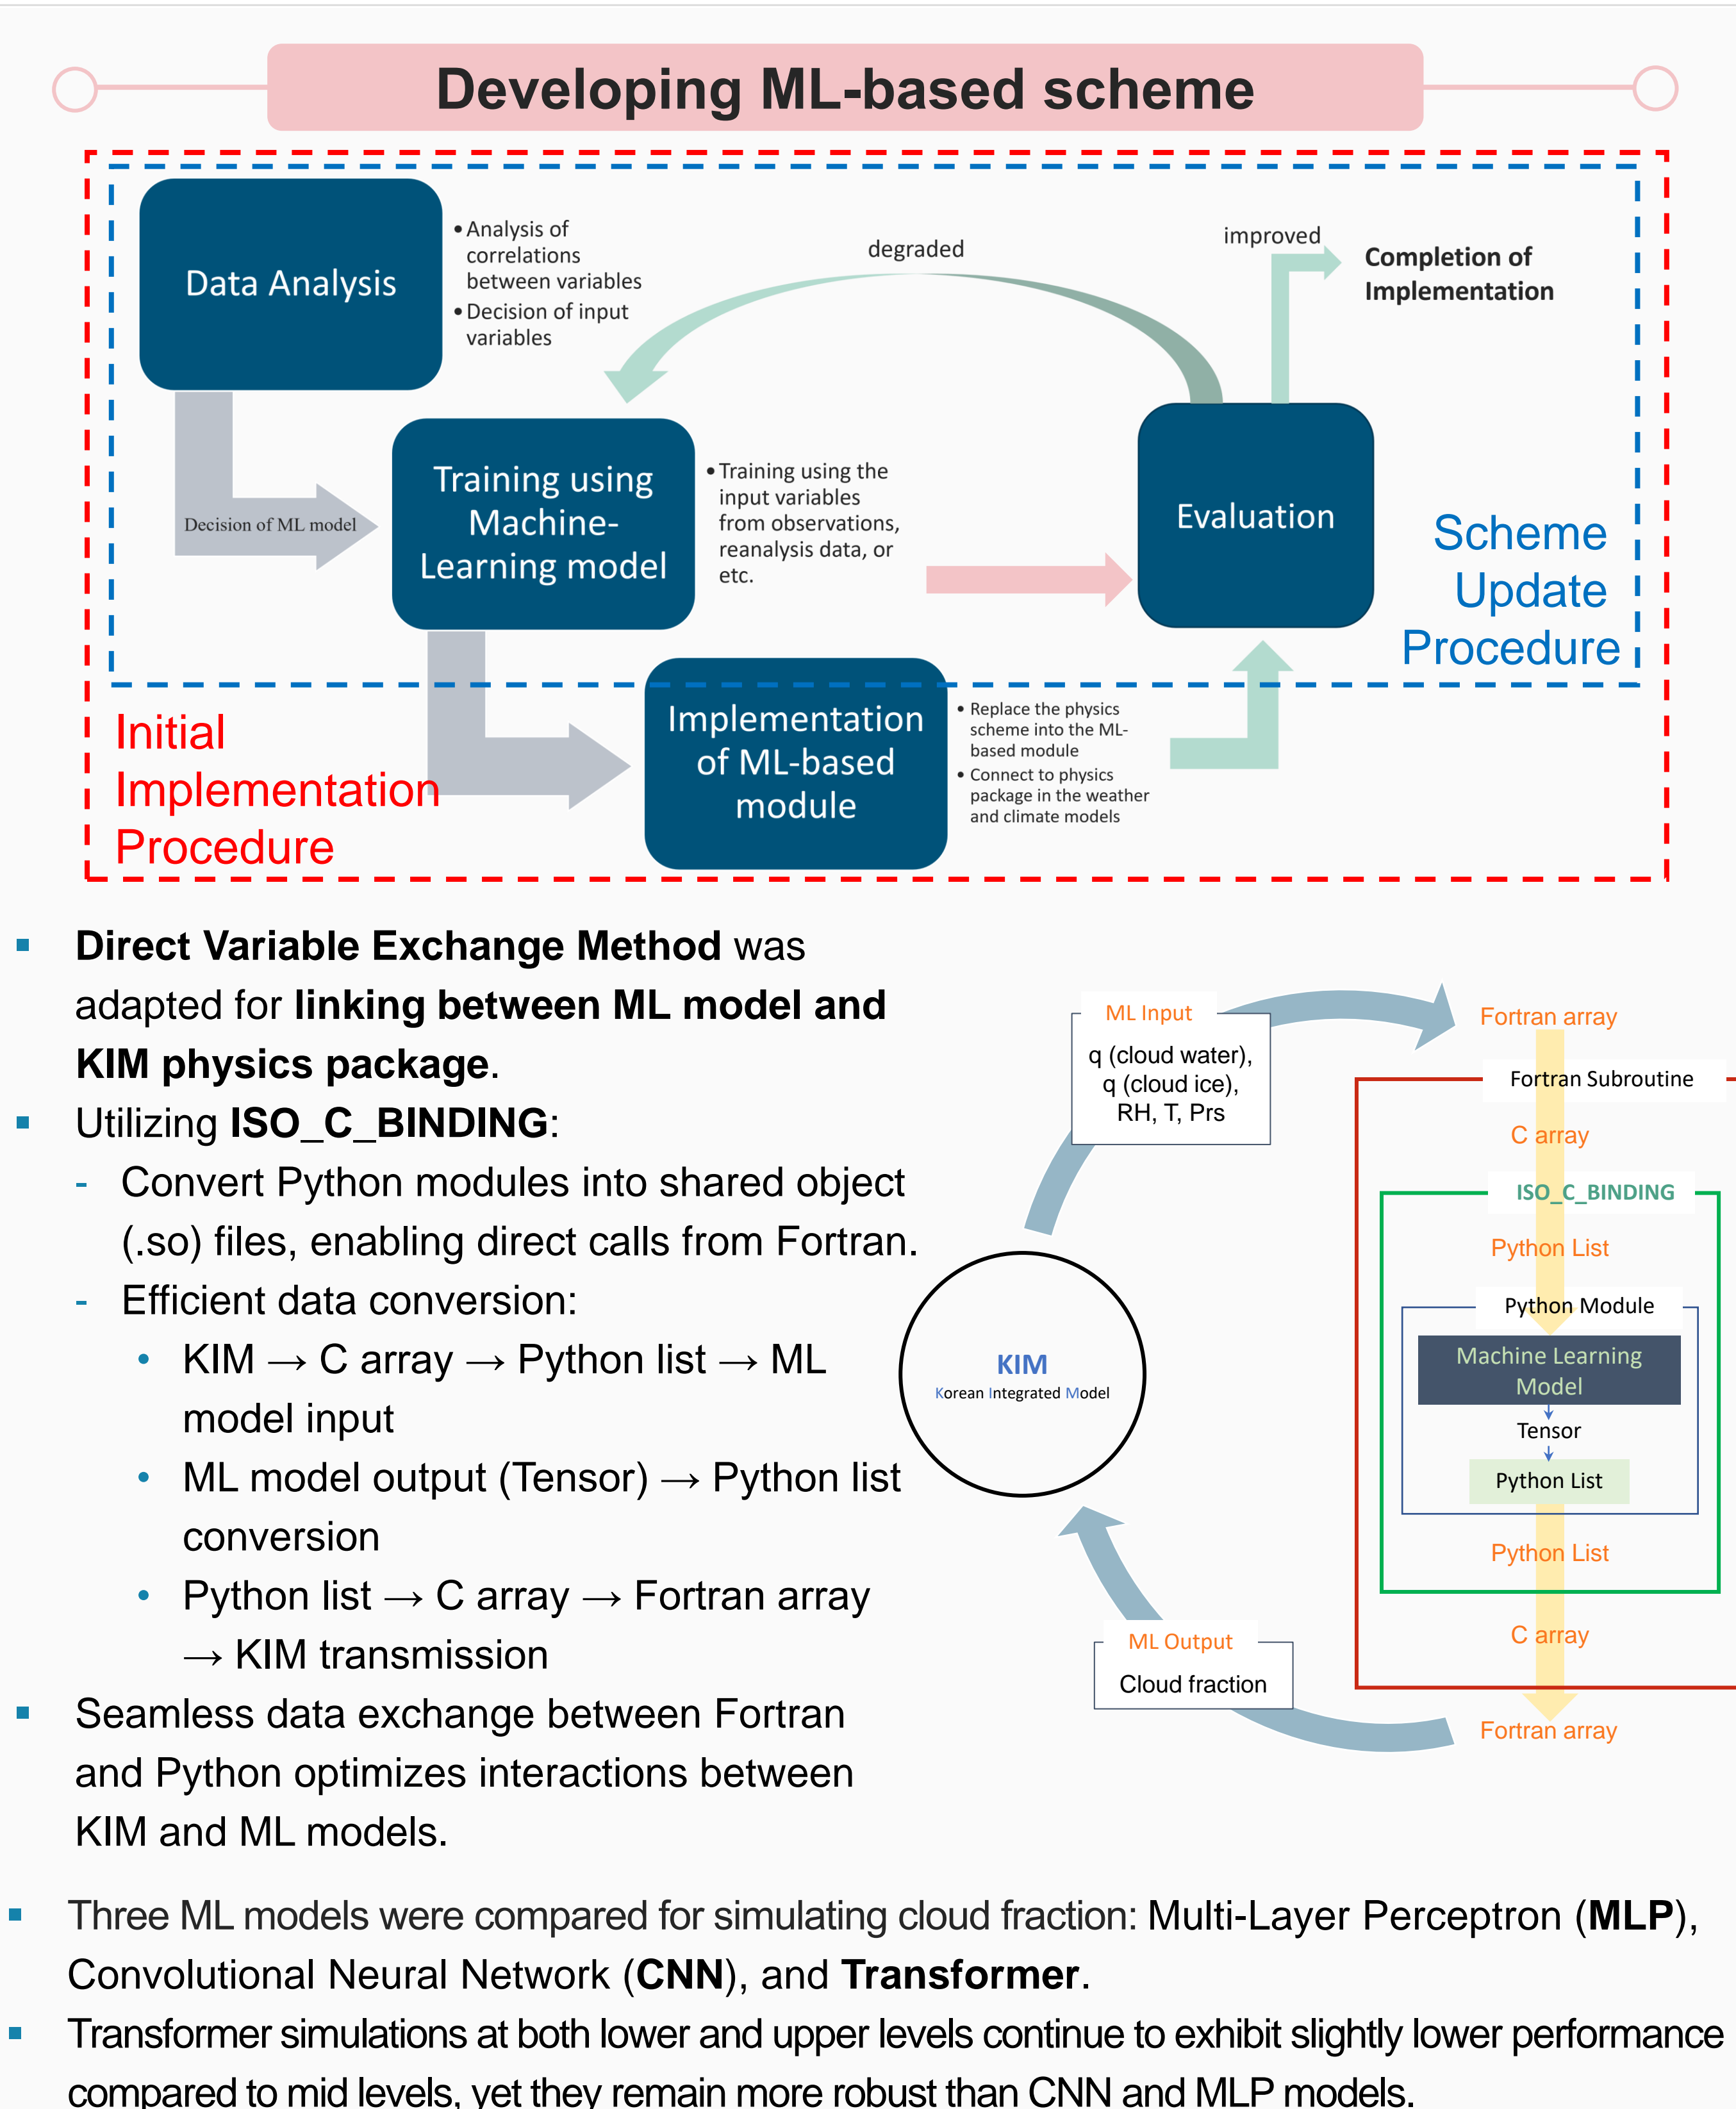 Developing ML-based scheme
Data Analysis
• Analysis of
correlations
between variables
• Decision of input
variables
degraded
improved
Completion of
Implementation
Decision of ML model
Training using
Machine-
Learning model
• Training using the
input variables
from observations,
reanalysis data, or
etc.
Evaluation
Scheme
Update
Procedure
Initial
Implementation
Procedure
Implementation
of ML-based
module
• Replace the physics
scheme into the ML-
based module
• Connect to physics
package in the weather
and climate models
▪ Direct Variable Exchange Method was
adapted for linking between ML model and
KIM physics package.
▪ Utilizing ISO_C_BINDING:
- Convert Python modules into shared object
(.so) files, enabling direct calls from Fortran.
- Efficient data conversion:
• KIM → C array → Python list → ML
model input
• ML model output (Tensor) → Python list
conversion
• Python list → C array → Fortran array
→ KIM transmission
▪ Seamless data exchange between Fortran
and Python optimizes interactions between
KIM and ML models.
ML Input
q (cloud water),
q (cloud ice),
RH, T, Prs
KIM
Korean Integrated Model
ML Output
Cloud fraction
Fortran array
Fortran Subroutine
C array
ISO_C_BINDING
Python List
Python Module
Machine Learning
Model
Tensor
Python List
Python List
C array
Fortran array
▪ Three ML models were compared for simulating cloud fraction: Multi-Layer Perceptron (MLP),
Convolutional Neural Network (CNN), and Transformer.
▪ Transformer simulations at both lower and upper levels continue to exhibit slightly lower performance
compared to mid levels, yet they remain more robust than CNN and MLP models.